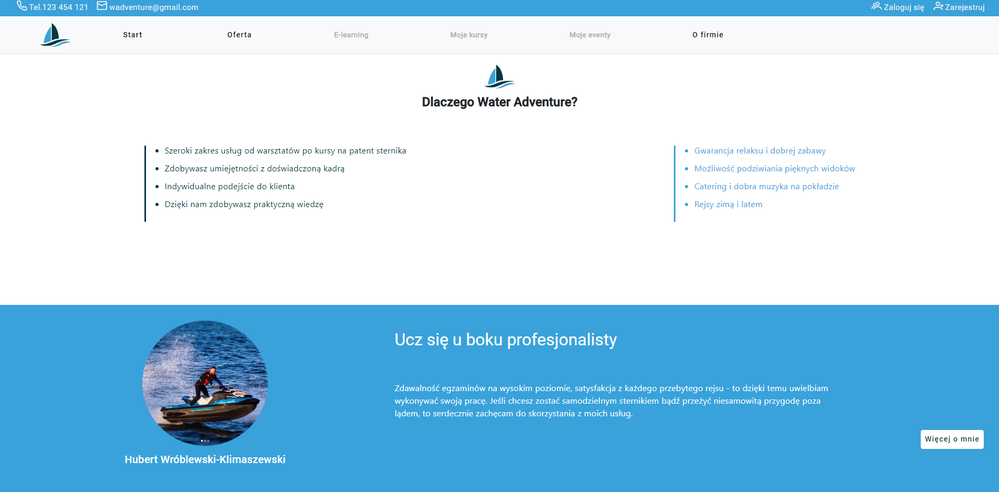 Tel.123 454 121 wadventure@gmail.com Zaloguj się Zarejestruj
Start Oferta E-learning Moje kursy Moje eventy O firmie
Dlaczego Water Adventure?
Szeroki zakres usług od warsztatów po kursy na patent sternika
Zdobywasz umiejętności z doświadczoną kadrą
Indywidualne podejście do klienta
Dzięki nam zdobywasz praktyczną wiedzę
Gwarancja relaksu i dobrej zabawy
Możliwość podziwiania pięknych widoków
Catering i dobra muzyka na pokładzie
Rejsy zimą i latem
Hubert Wróblewski-Klimaszewski
Ucz się u boku profesjonalisty
Zdawalność egzaminów na wysokim poziomie, satysfakcja z każdego przebytego rejsu - to dzięki temu uwielbiam
wykonywać swoją pracę. Jeśli chcesz zostać samodzielnym sternikiem bądź przeżyć niesamowitą przygodę poza
lądem, to serdecznie zachęcam do skorzystania z moich usług.
Więcej o mnie